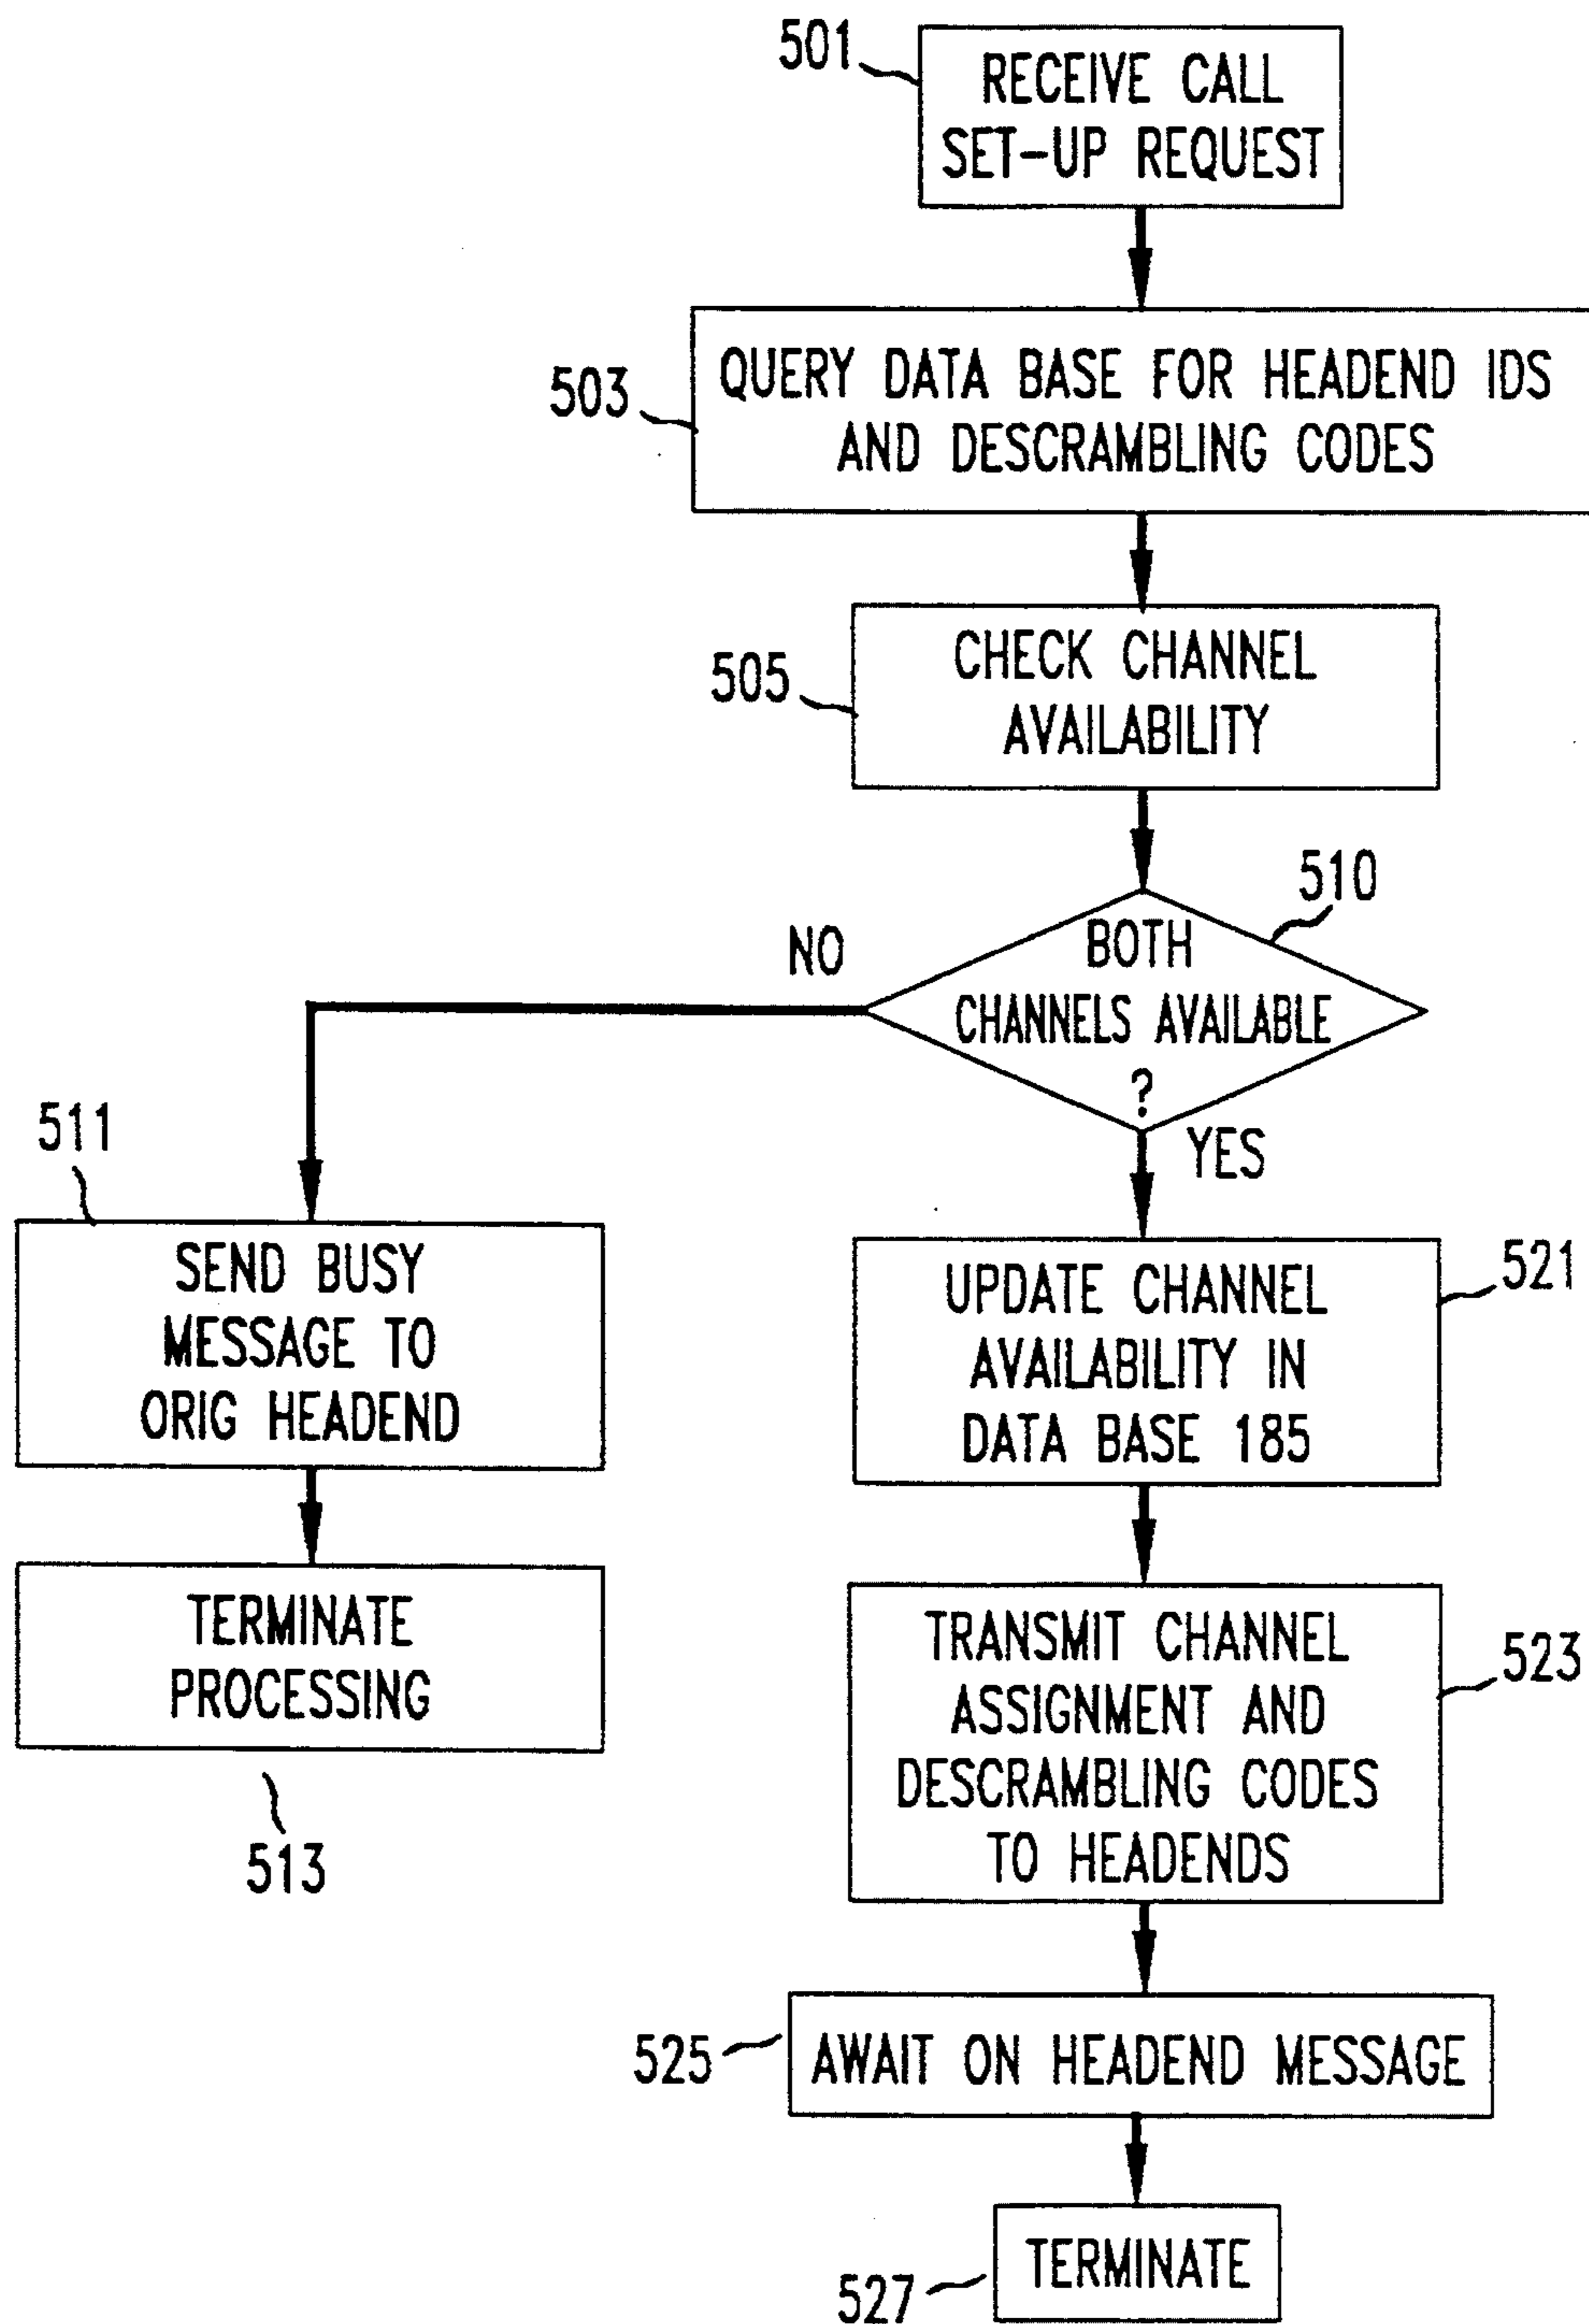 501
RECEIVE CALL
SET-UP REQUEST
503
QUERY DATA BASE FOR HEADEND IDS
AND DESCRAMBLING CODES
505
CHECK CHANNEL
AVAILABILITY
510
BOTH
CHANNELS AVAILABLE
?
NO
YES
511
SEND BUSY
MESSAGE TO
ORIG HEADEND
TERMINATE
PROCESSING
513
521
UPDATE CHANNEL
AVAILABILITY IN
DATA BASE 185
523
TRANSMIT CHANNEL
ASSIGNMENT AND
DESCRAMBLING CODES
TO HEADENDS
525
AWAIT ON HEADEND MESSAGE
TERMINATE
527